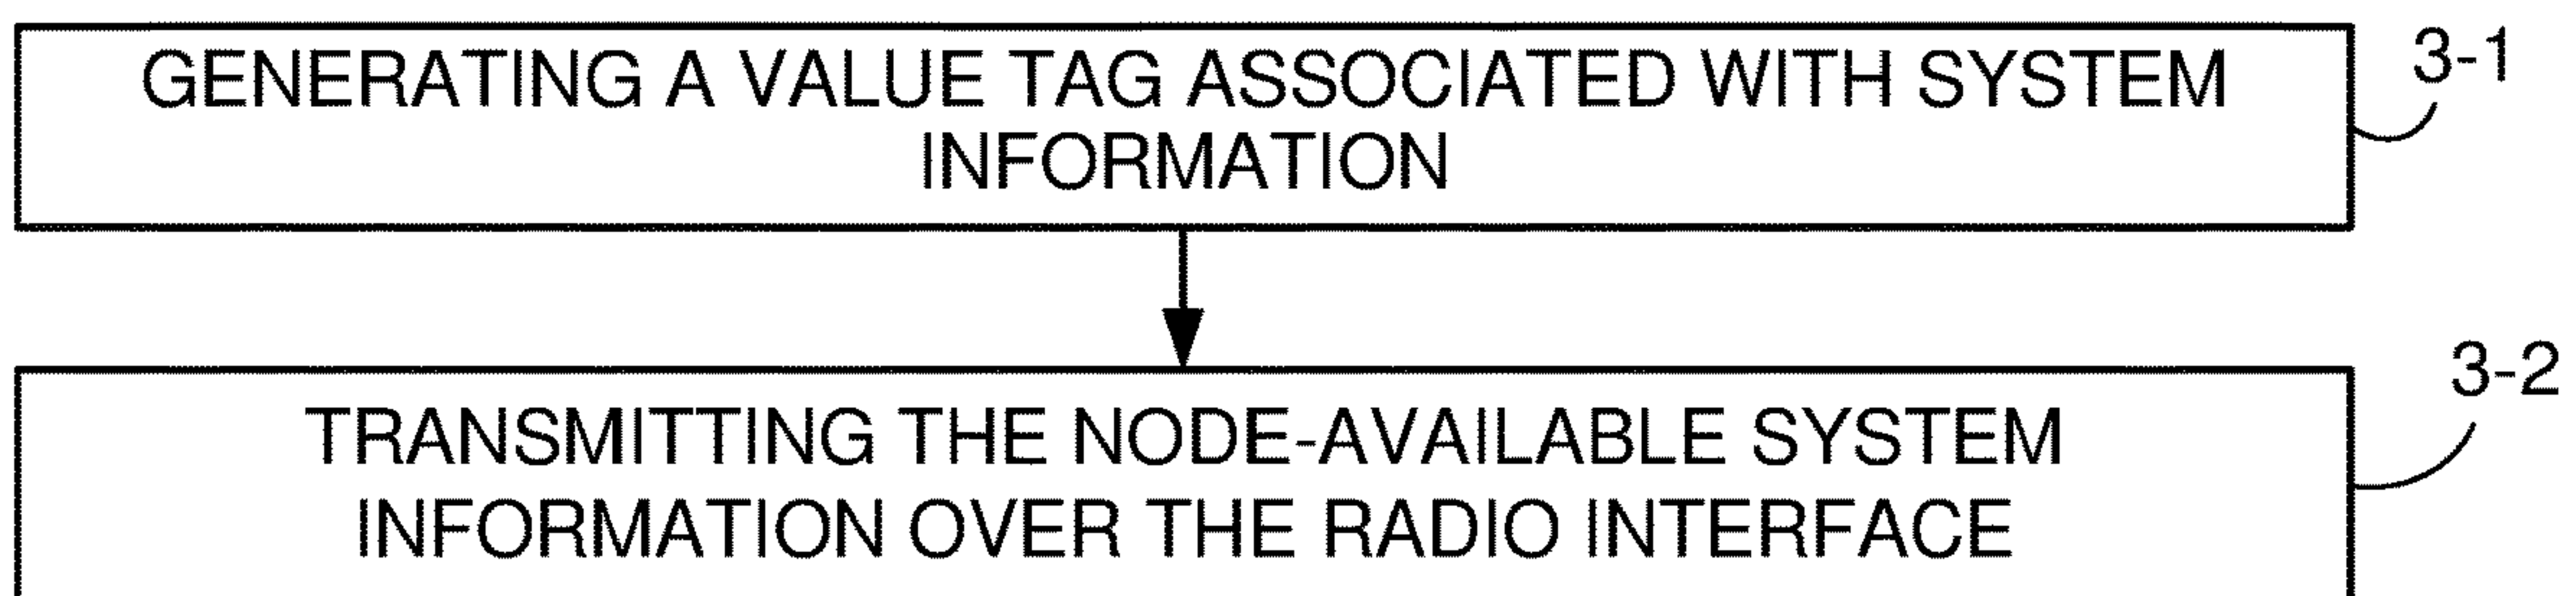 GENERATING A VALUE TAG ASSOCIATED WITH SYSTEM
INFORMATION
3-1
TRANSMITTING THE NODE-AVAILABLE SYSTEM
INFORMATION OVER THE RADIO INTERFACE
3-2